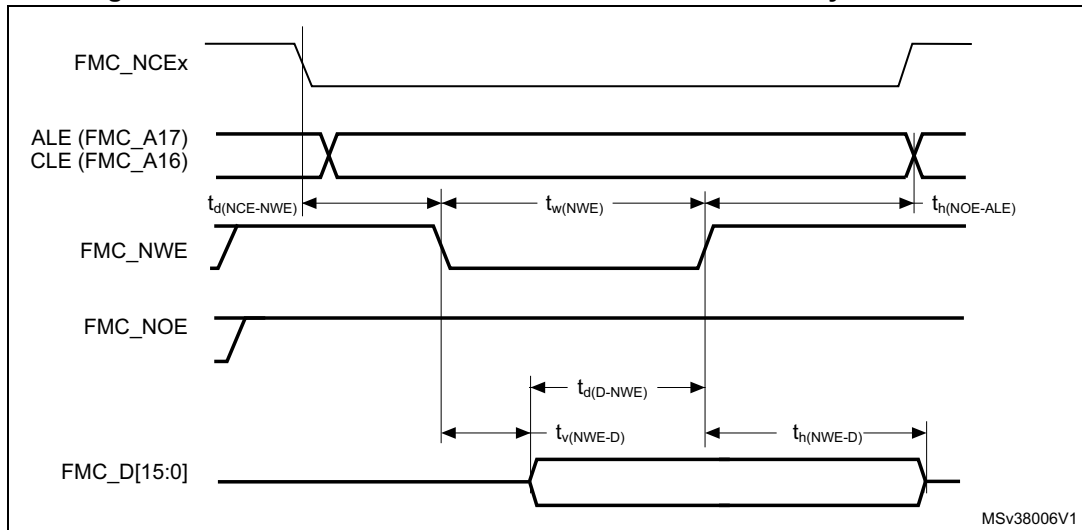 FMC_NCEx
ALE (FMC_A17)
CLE (FMC_A16)
td(NCE-NWE)
tw(NWE)
th(NOE-ALE)
FMC_NWE
FMC_NOE
td(D-NWE)
tv(NWE-D)
th(NWE-D)
FMC_D[15:0]
MSv38006V1